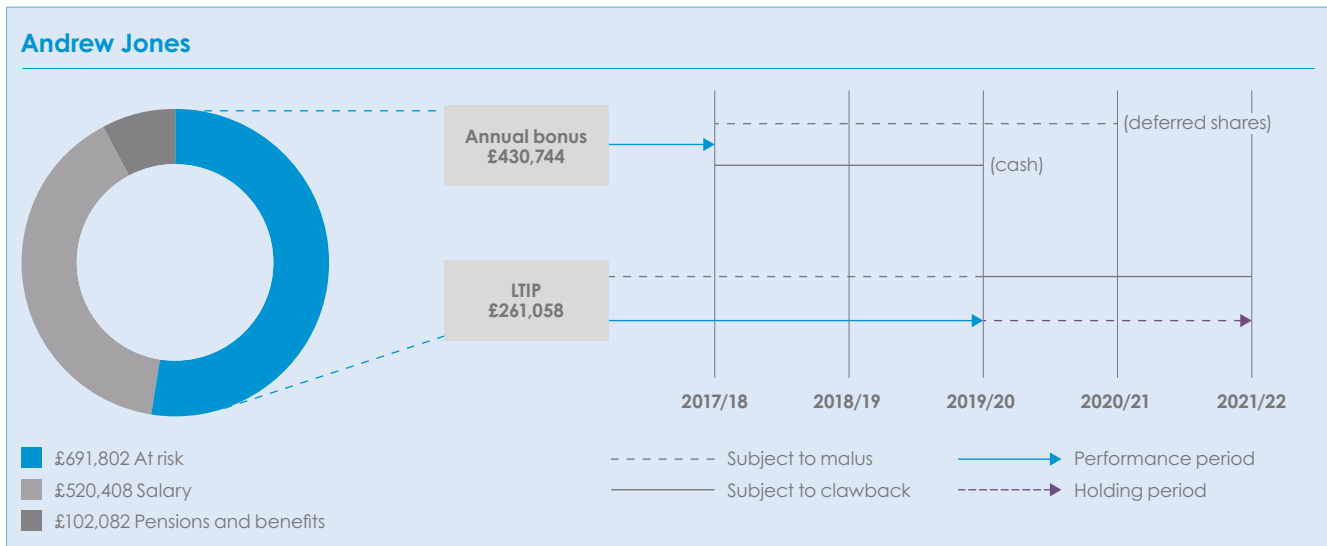 Andrew Jones
Annual bonus
£430,744
(deferred shares)
(cash)
LTIP
£261,058
2017/18 2018/19 2019/20 2020/21 2021/22
£691,802 At risk
£520,408 Salary
£102,082 Pensions and benefits
Subject to malus
Subject to clawback
Performance period
Holding period